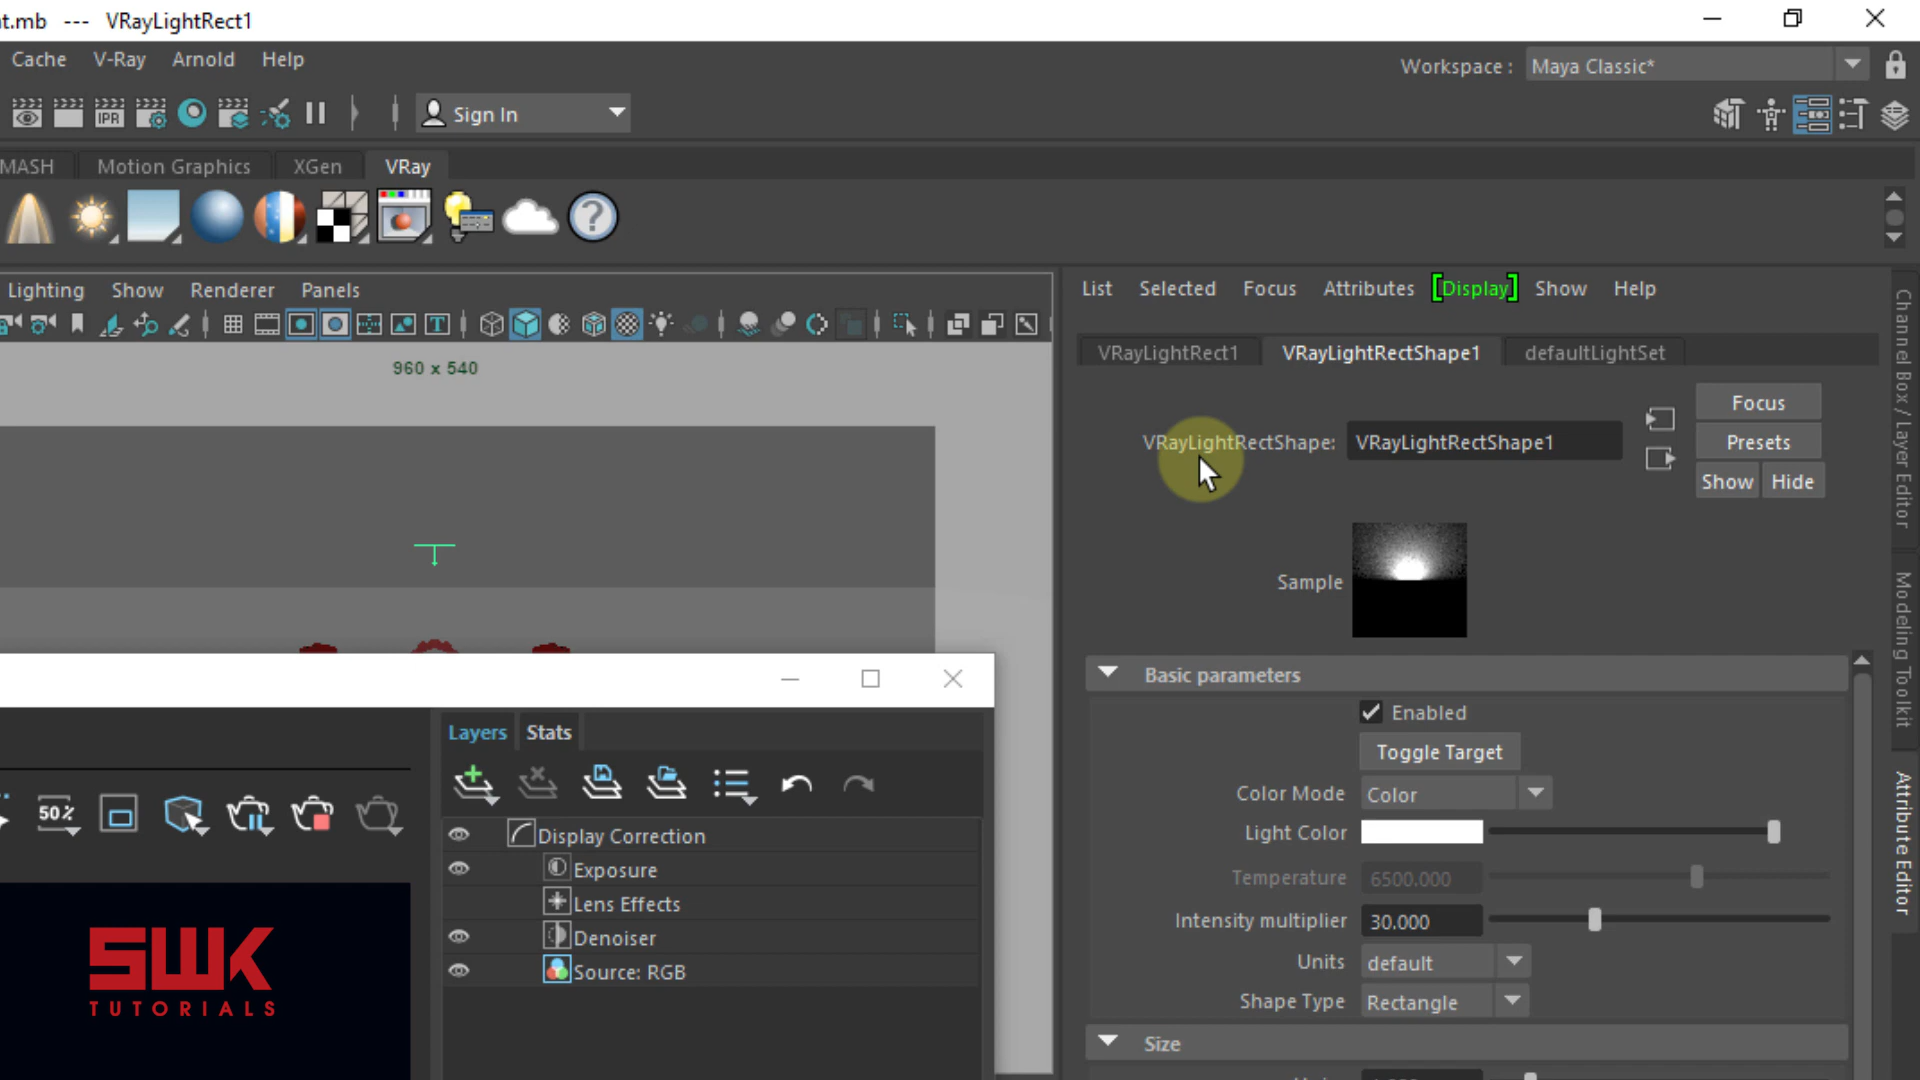 t.mb --- VRayLightRect1
Cache V-Ray Arnold Help
Workspace : Maya Classic*
IPR Sign In
MASH Motion Graphics XGen VRay
Lighting Show Renderer Panels
List Selected Focus Attributes [Display] Show Help
960 x 540
VRayLightRect1 VRayLightRectShape1 defaultLightSet
VRayLightRectShape: VRayLightRectShape1
Focus
Presets
Show Hide
Sample
Basic parameters
Enabled
Toggle Target
Color Mode Color
Light Color
Temperature 6500.000
Intensity multiplier 30.000
Units default
Shape Type Rectangle
Size
Layers Stats
50%
Display Correction
Exposure
Lens Effects
Denoiser
Source: RGB
SWK
TUTORIALS
Channel Box / Layer Editor
Modeling Toolkit
Attribute Editor